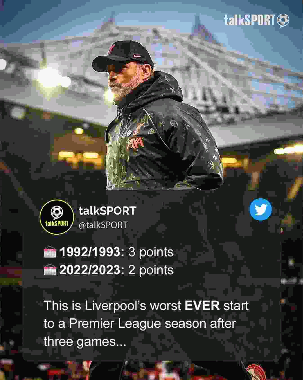 talkSPORT
talkSPORT
talkSPORT
@talkSPORT
1992/1993: 3 points
2022/2023: 2 points
This is Liverpool's worst EVER start
to a Premier League season after
three games...